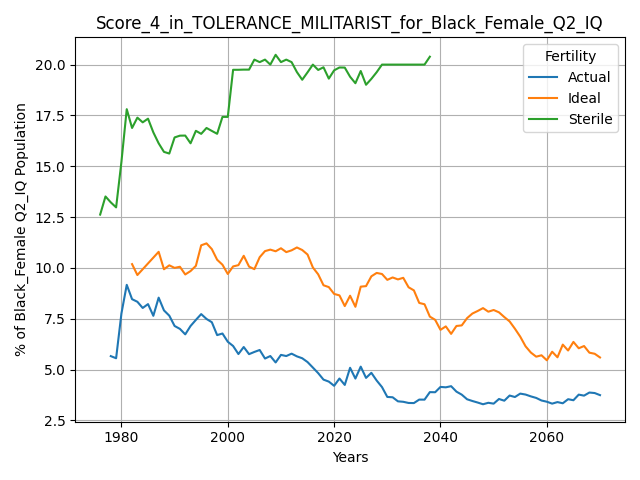 Score_4_in_TOLERANCE_MILITARIST_for_Black_Female_Q2_IQ
Fertility
Actual
Ideal
Sterile
% of Black_Female Q2_IQ Population
20.0
17.5
15.0
12.5
10.0
7.5
5.0
2.5
1980
2000
2020
2040
2060
Years